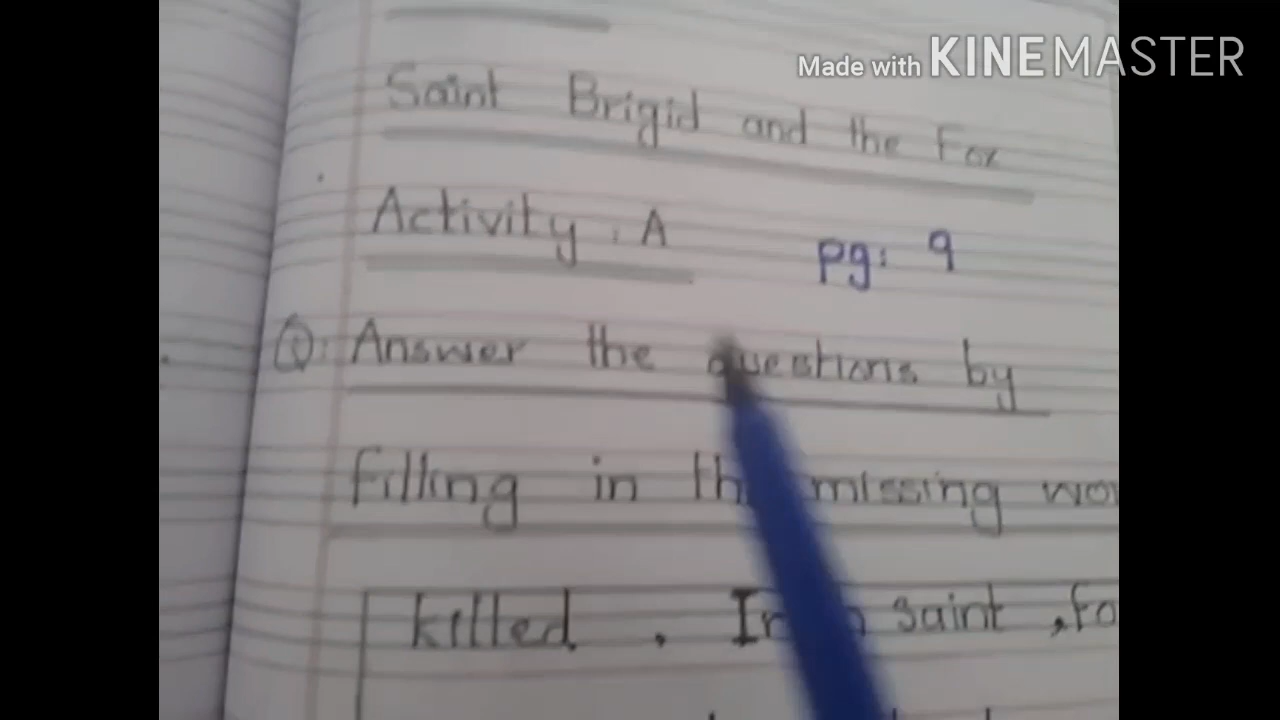 Made with KINEMASTER
Saint Brigid and the Fox
Activity: A
pg: 9
Q: Answer the questions by
filling in the missing
killed. Irish saint,